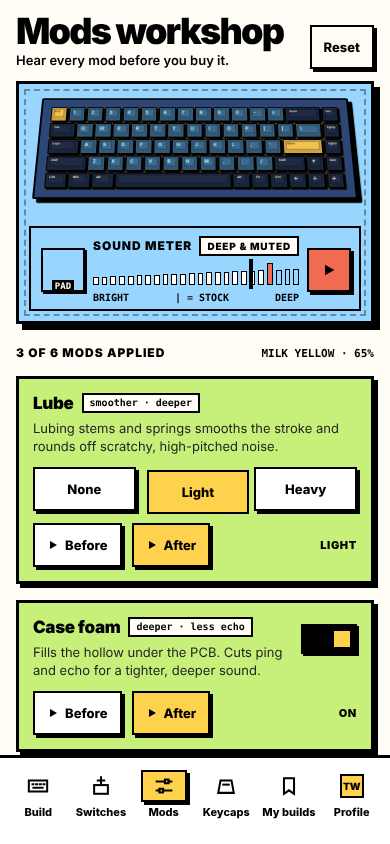 Mods workshop
Hear every mod before you buy it.
Reset
SOUND METER
DEEP & MUTED
PAD
BRIGHT
| = STOCK
DEEP
3 OF 6 MODS APPLIED
MILK YELLOW · 65%
Lube
smoother · deeper
Lubing stems and springs smooths the stroke and
rounds off scratchy, high-pitched noise.
None
Light
Heavy
Before
After
LIGHT
Case foam
deeper · less echo
Fills the hollow under the PCB. Cuts ping
and echo for a tighter, deeper sound.
Before
After
ON
Build
Switches
Mods
Keycaps
My builds
TW
Profile